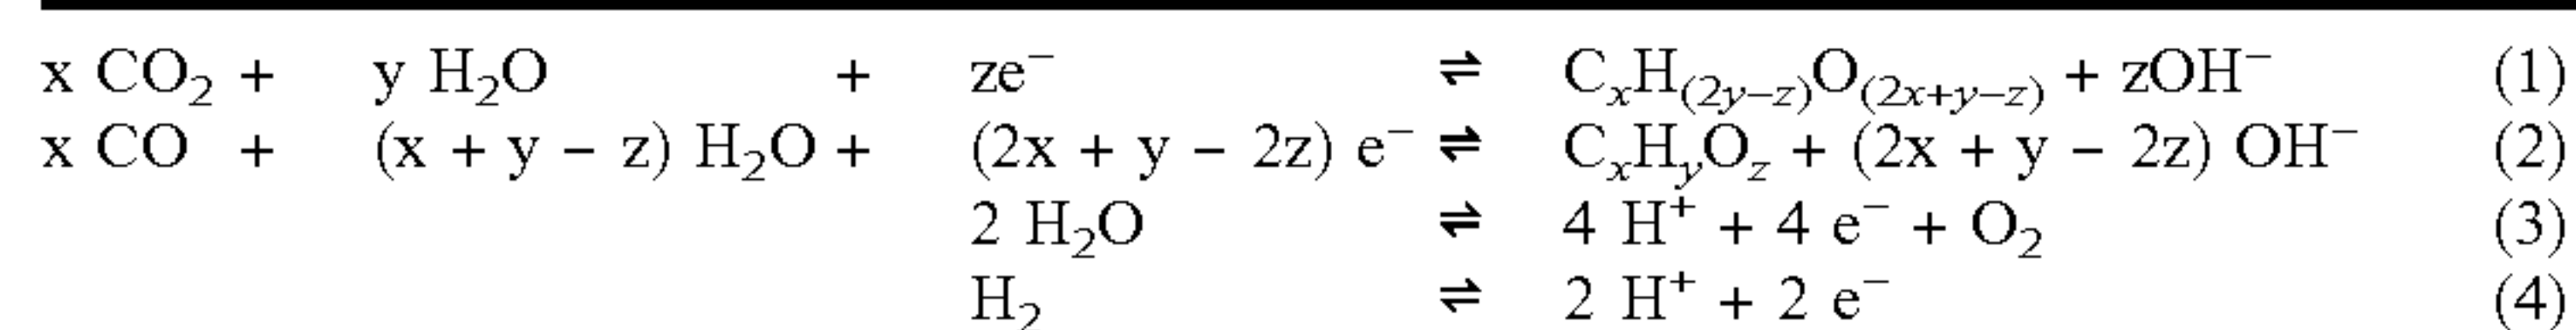 x CO₂ + y H₂O + ze⁻ ⇌ CₓH₍₂y₋z₎O₍₂ₓ₊y₋z₎ + zOH⁻ (1)
x CO + (x + y − z) H₂O + (2x + y − 2z) e⁻ ⇌ CₓHyOz + (2x + y − 2z) OH⁻ (2)
2 H₂O ⇌ 4 H⁺ + 4 e⁻ + O₂ (3)
H₂ ⇌ 2 H⁺ + 2 e⁻ (4)